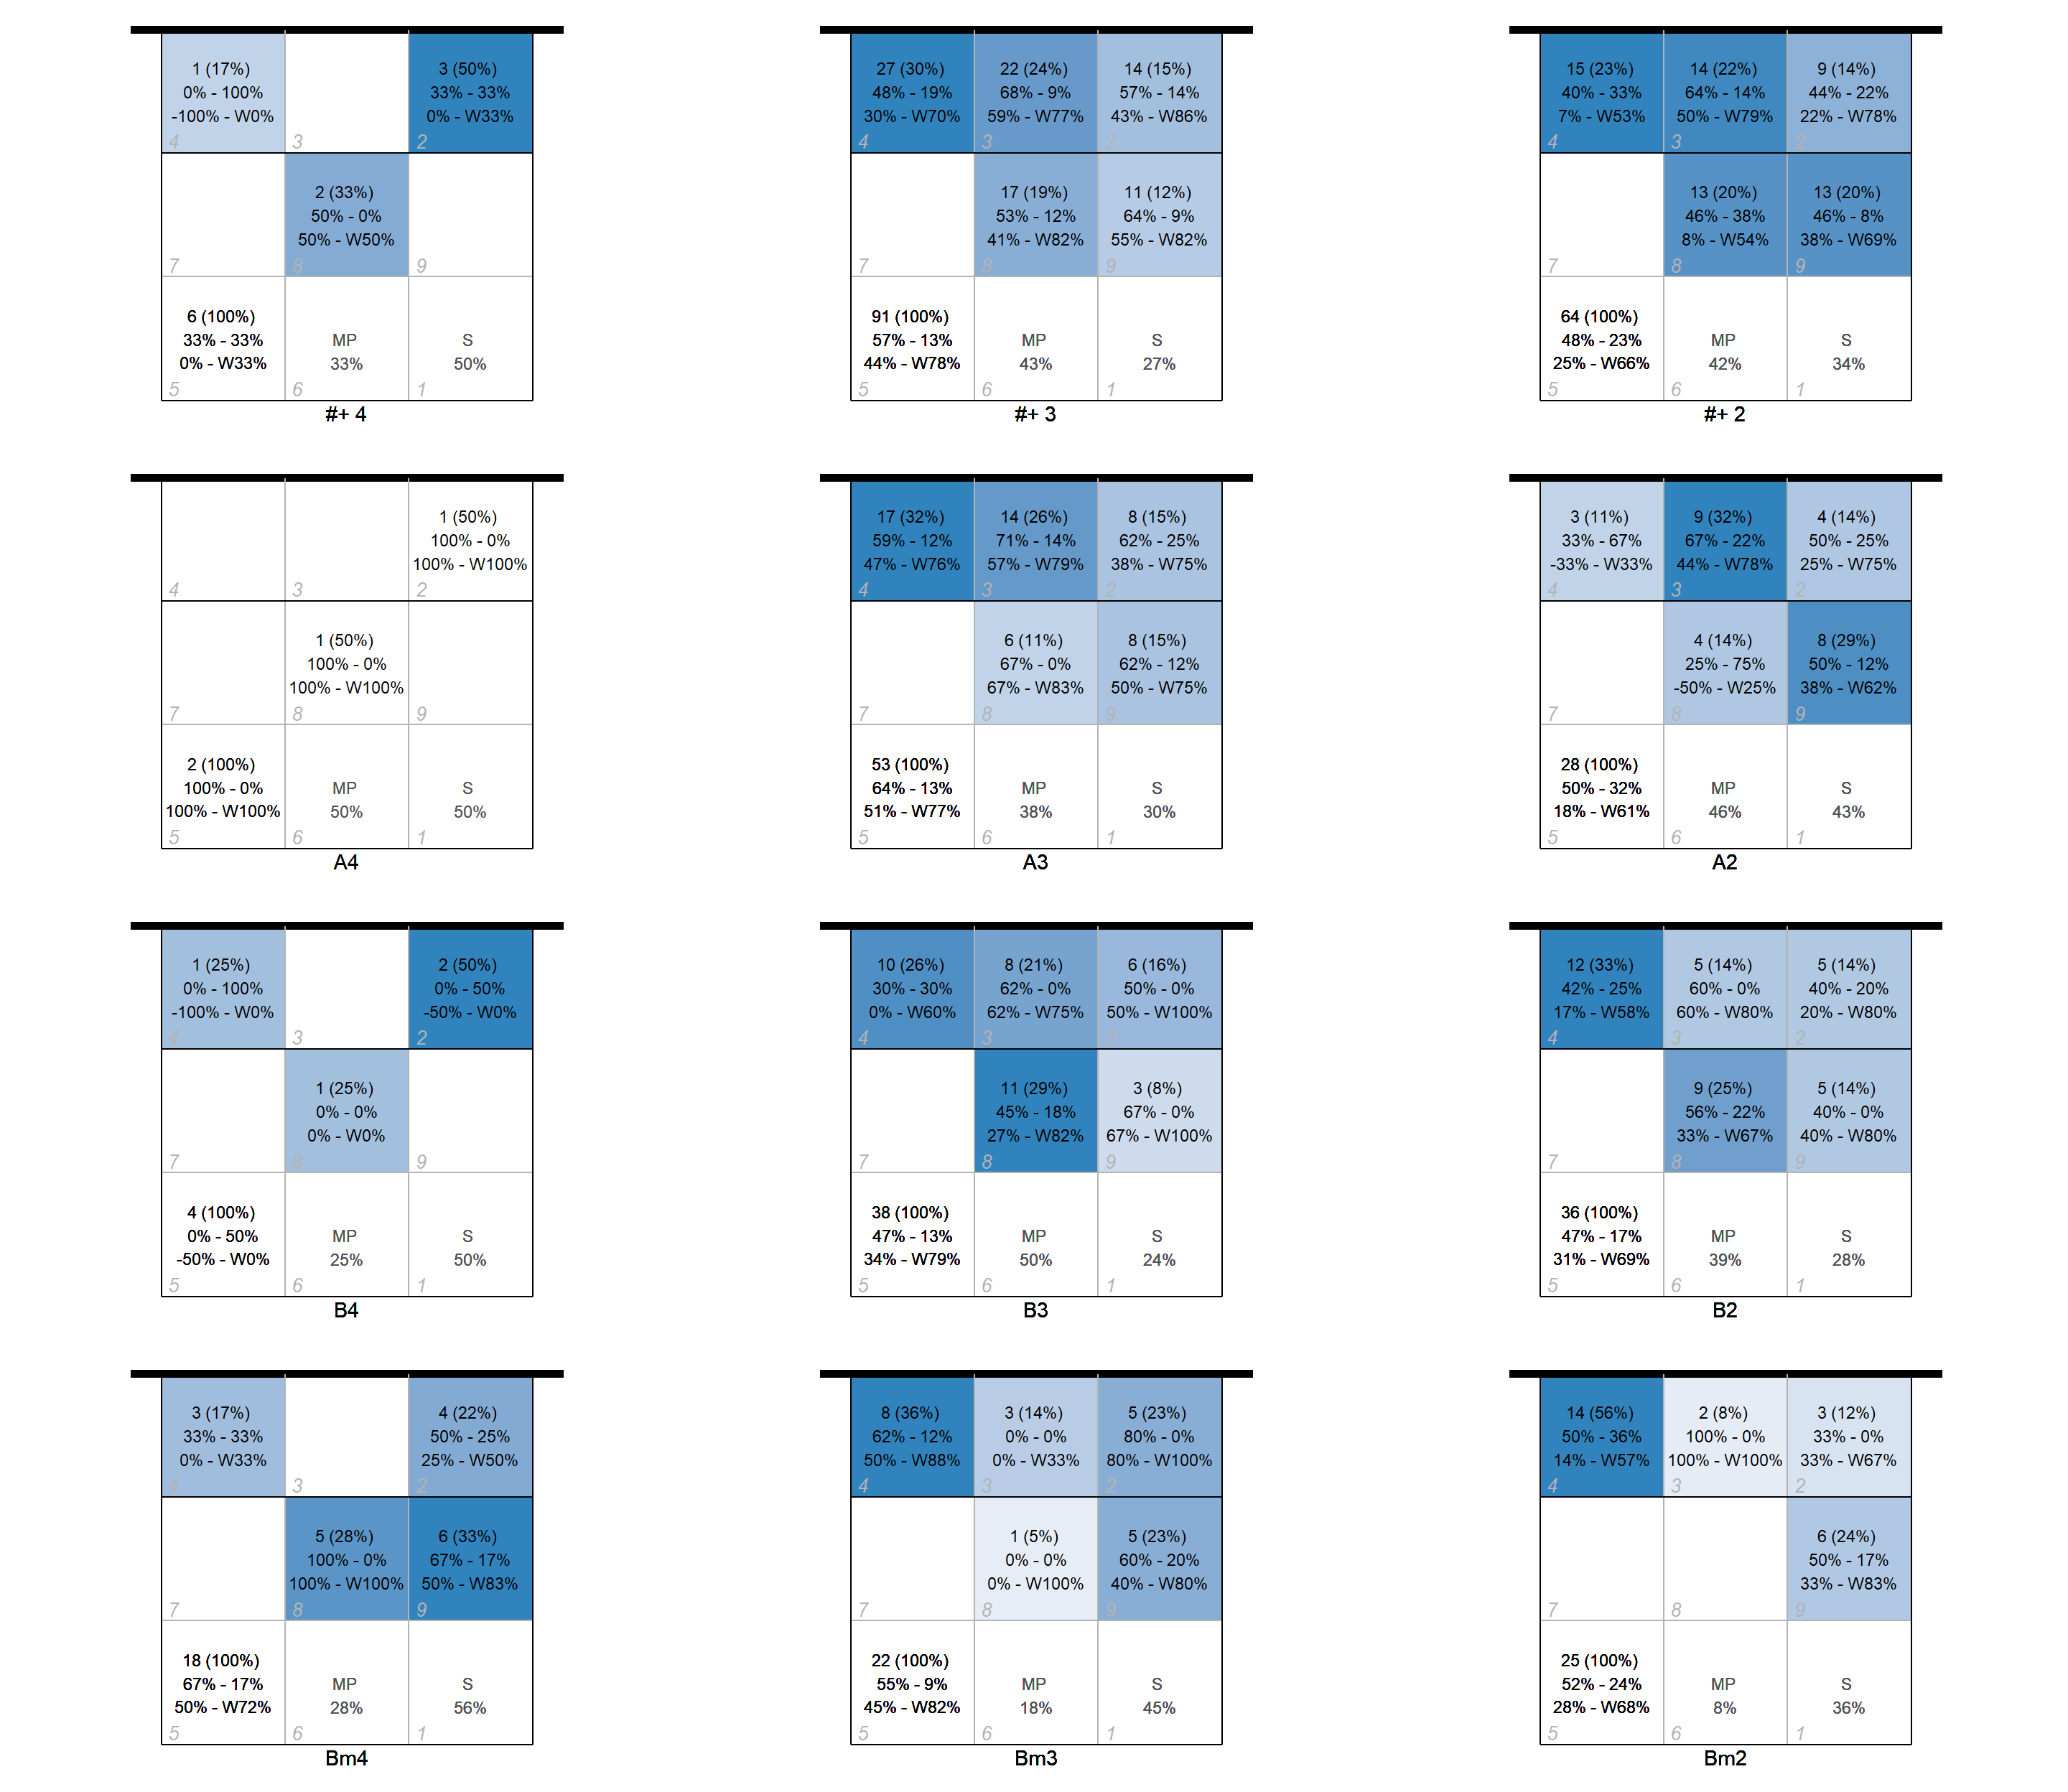 1 (17%)
0% - 100%
-100% - W0%
4
3
3 (50%)
33% - 33%
0% - W33%
2
7
2 (33%)
50% - 0%
50% - W50%
8
9
6 (100%)
33% - 33%
0% - W33%
5
MP
33%
6
S
50%
1
#+ 4
27 (30%)
48% - 19%
30% - W70%
4
22 (24%)
68% - 9%
59% - W77%
3
14 (15%)
57% - 14%
43% - W86%
2
7
17 (19%)
53% - 12%
41% - W82%
8
11 (12%)
64% - 9%
55% - W82%
9
91 (100%)
57% - 13%
44% - W78%
5
MP
43%
6
S
27%
1
#+ 3
15 (23%)
40% - 33%
7% - W53%
4
14 (22%)
64% - 14%
50% - W79%
3
9 (14%)
44% - 22%
22% - W78%
2
7
13 (20%)
46% - 38%
8% - W54%
8
13 (20%)
46% - 8%
38% - W69%
9
64 (100%)
48% - 23%
25% - W66%
5
MP
42%
6
S
34%
1
#+ 2
4
3
1 (50%)
100% - 0%
100% - W100%
2
7
1 (50%)
100% - 0%
100% - W100%
8
9
2 (100%)
100% - 0%
100% - W100%
5
MP
50%
6
S
50%
1
A4
17 (32%)
59% - 12%
47% - W76%
4
14 (26%)
71% - 14%
57% - W79%
3
8 (15%)
62% - 25%
38% - W75%
2
7
6 (11%)
67% - 0%
67% - W83%
8
8 (15%)
62% - 12%
50% - W75%
9
53 (100%)
64% - 13%
51% - W77%
5
MP
38%
6
S
30%
1
A3
3 (11%)
33% - 67%
-33% - W33%
4
9 (32%)
67% - 22%
44% - W78%
3
4 (14%)
50% - 25%
25% - W75%
2
7
4 (14%)
25% - 75%
-50% - W25%
8
8 (29%)
50% - 12%
38% - W62%
9
28 (100%)
50% - 32%
18% - W61%
5
MP
46%
6
S
43%
1
A2
1 (25%)
0% - 100%
-100% - W0%
4
3
2 (50%)
0% - 50%
-50% - W0%
2
7
1 (25%)
0% - 0%
0% - W0%
8
9
4 (100%)
0% - 50%
-50% - W0%
5
MP
25%
6
S
50%
1
B4
10 (26%)
30% - 30%
0% - W60%
4
8 (21%)
62% - 0%
62% - W75%
3
6 (16%)
50% - 0%
50% - W100%
2
7
11 (29%)
45% - 18%
27% - W82%
8
3 (8%)
67% - 0%
67% - W100%
9
38 (100%)
47% - 13%
34% - W79%
5
MP
50%
6
S
24%
1
B3
12 (33%)
42% - 25%
17% - W58%
4
5 (14%)
60% - 0%
60% - W80%
3
5 (14%)
40% - 20%
20% - W80%
2
7
9 (25%)
56% - 22%
33% - W67%
8
5 (14%)
40% - 0%
40% - W80%
9
36 (100%)
47% - 17%
31% - W69%
5
MP
39%
6
S
28%
1
B2
3 (17%)
33% - 33%
0% - W33%
4
3
4 (22%)
50% - 25%
25% - W50%
2
7
5 (28%)
100% - 0%
100% - W100%
8
6 (33%)
67% - 17%
50% - W83%
9
18 (100%)
67% - 17%
50% - W72%
5
MP
28%
6
S
56%
1
Bm4
8 (36%)
62% - 12%
50% - W88%
4
3 (14%)
0% - 0%
0% - W33%
3
5 (23%)
80% - 0%
80% - W100%
2
7
1 (5%)
0% - 0%
0% - W100%
8
5 (23%)
60% - 20%
40% - W80%
9
22 (100%)
55% - 9%
45% - W82%
5
MP
18%
6
S
45%
1
Bm3
14 (56%)
50% - 36%
14% - W57%
4
2 (8%)
100% - 0%
100% - W100%
3
3 (12%)
33% - 0%
33% - W67%
2
7
8
6 (24%)
50% - 17%
33% - W83%
9
25 (100%)
52% - 24%
28% - W68%
5
MP
8%
6
S
36%
1
Bm2